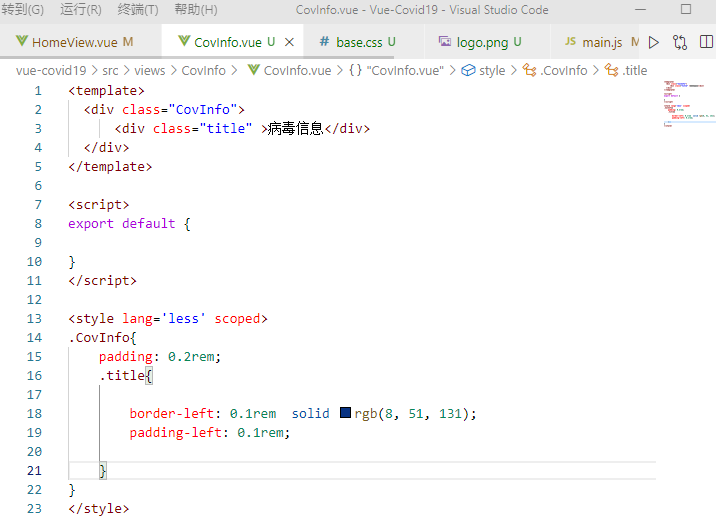 转到(G) 运行(R) 终端(T) 帮助(H) CovInfo.vue - Vue-Covid19 - Visual Studio Code
HomeView.vue M CovInfo.vue U base.css U logo.png U JS main.js M
vue-covid19 > src > views > CovInfo > CovInfo.vue > {} "CovInfo.vue" > style > .CovInfo > .title
1 <template>
2 <div class="CovInfo">
3 <div class="title" >病毒信息</div>
4 </div>
5 </template>
6
7 <script>
8 export default {
9
10 }
11 </script>
12
13 <style lang='less' scoped>
14 .CovInfo{
15 padding: 0.2rem;
16 .title{
17
18 border-left: 0.1rem  solid rgb(8, 51, 131);
19 padding-left: 0.1rem;
20
21 }
22 }
23 </style>